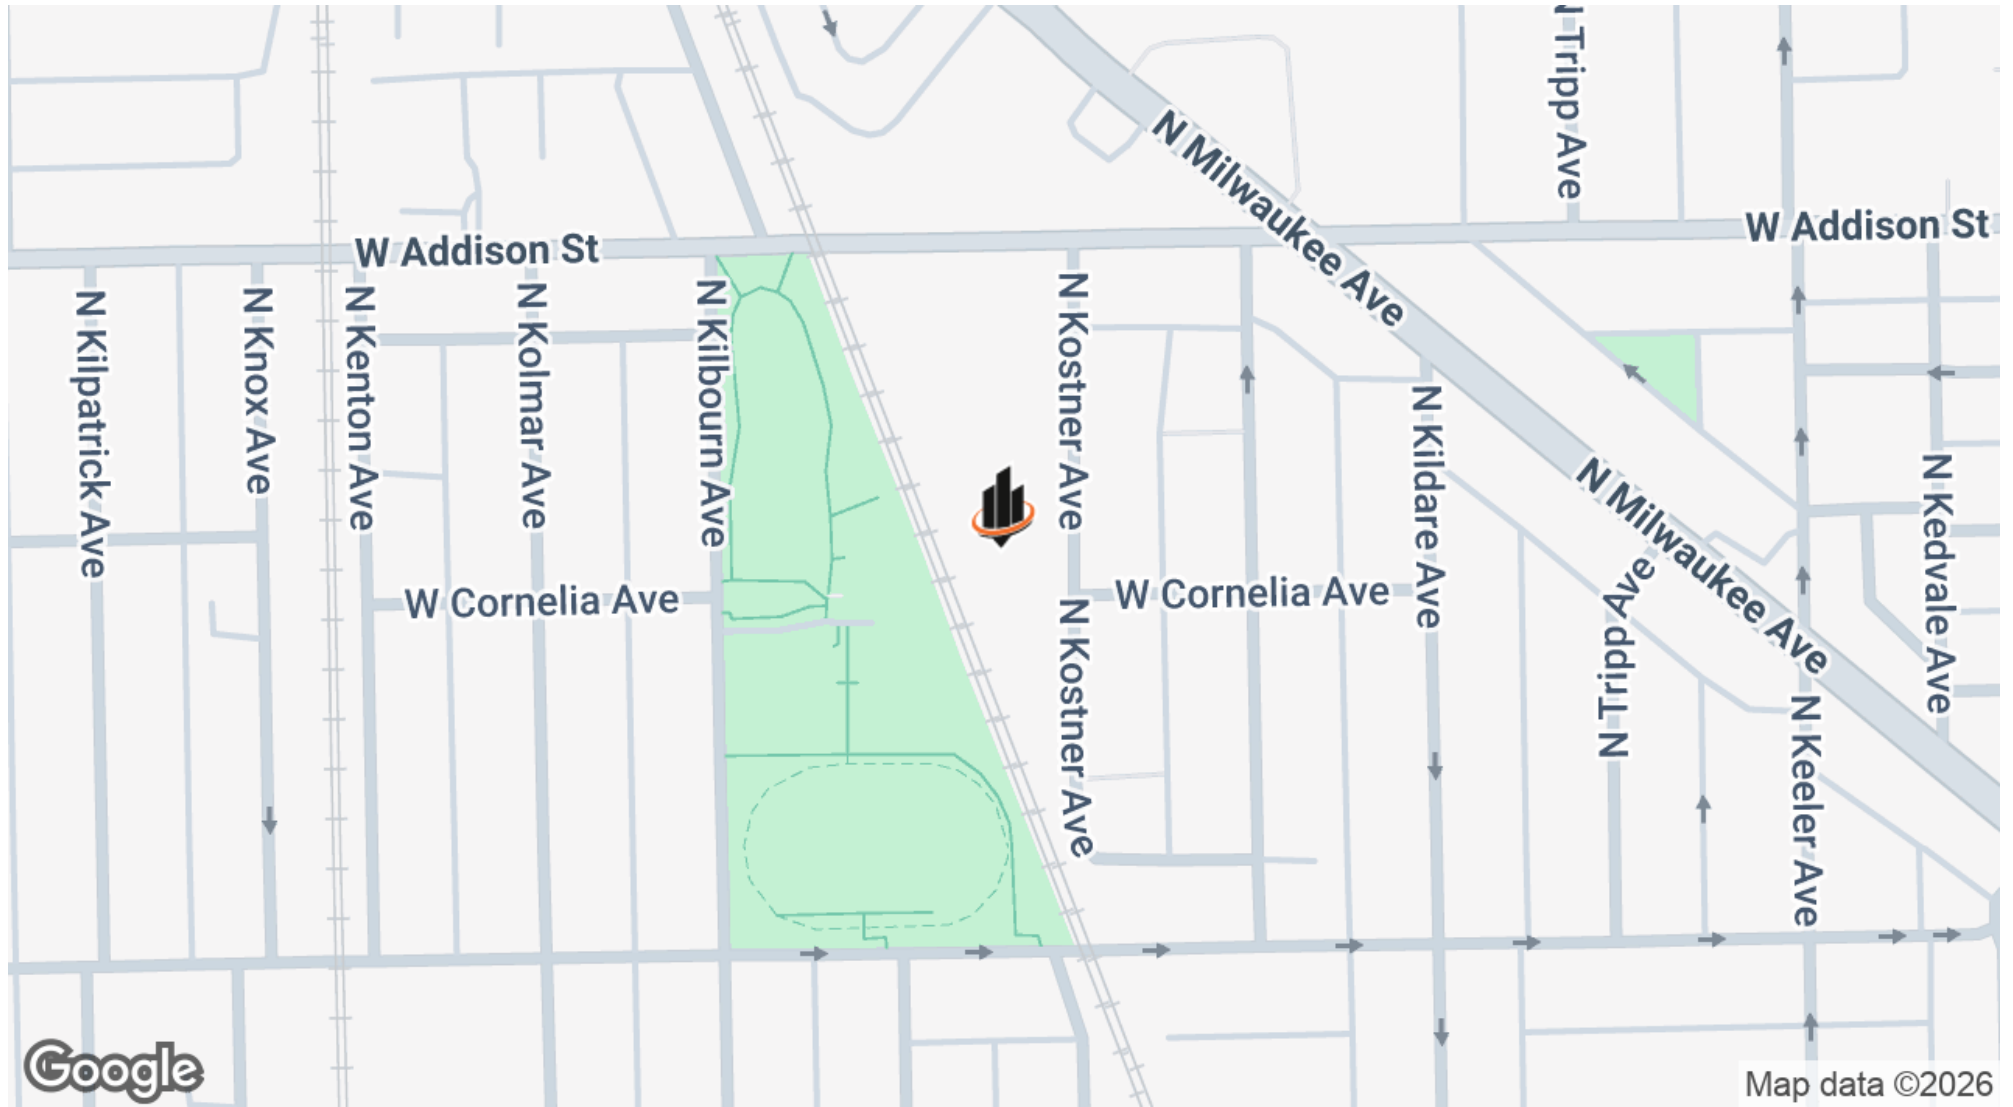 N Tripp Ave
N Milwaukee Ave
W Addison St
W Addison St
N Kilpatrick Ave
N Knox Ave
N Kenton Ave
N Kolmar Ave
N Kilbourn Ave
N Kostner Ave
N Kildare Ave
N Milwaukee Ave
N Kedvale Ave
W Cornelia Ave
W Cornelia Ave
N Tripp Ave
N Kostner Ave
N Keeler Ave
Google
Map data ©2026